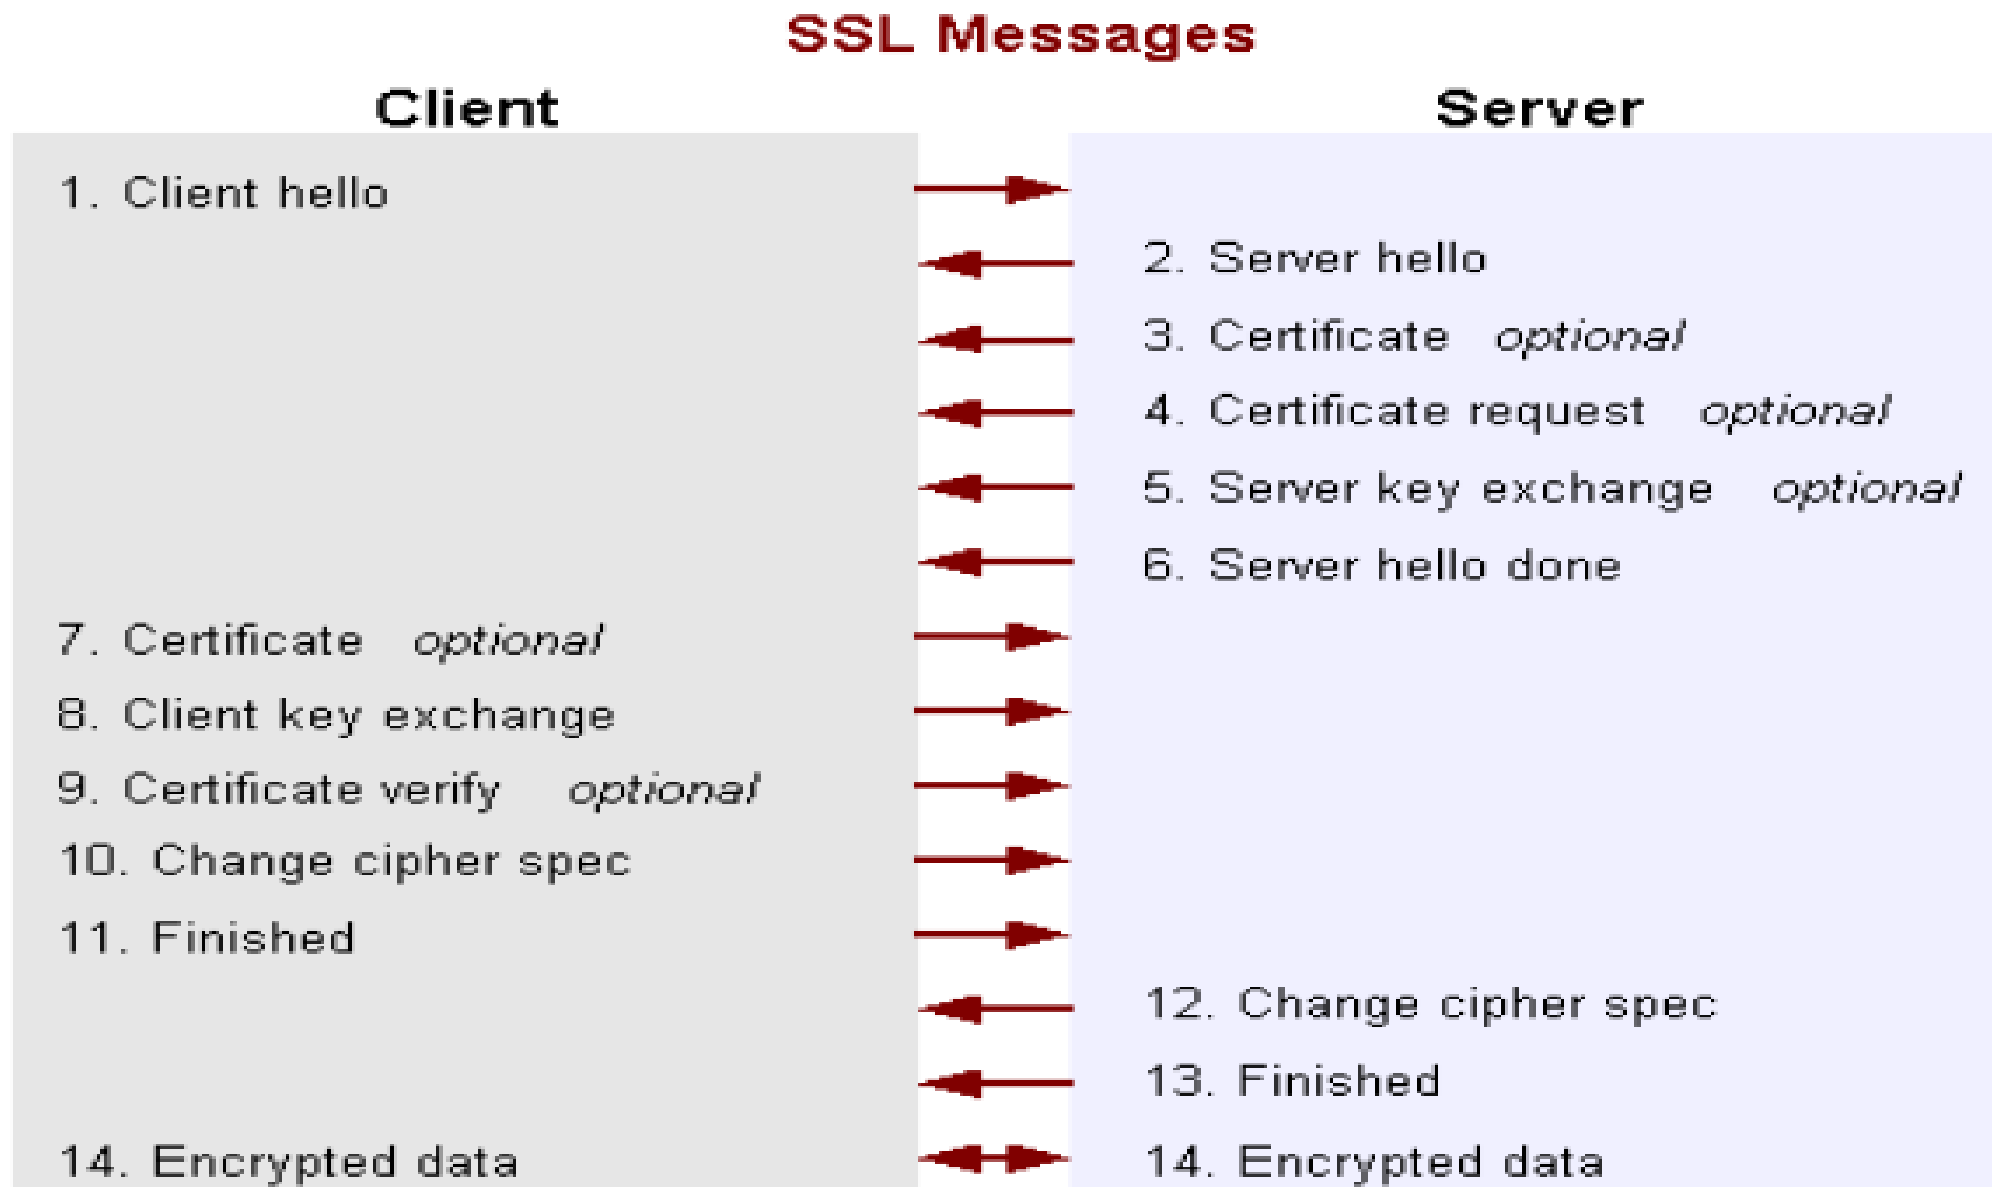 SSL Messages
Client Server
1. Client hello
2. Server hello
3. Certificate optional
4. Certificate request optional
5. Server key exchange optional
6. Server hello done
7. Certificate optional
8. Client key exchange
9. Certificate verify optional
10. Change cipher spec
11. Finished
12. Change cipher spec
13. Finished
14. Encrypted data 14. Encrypted data